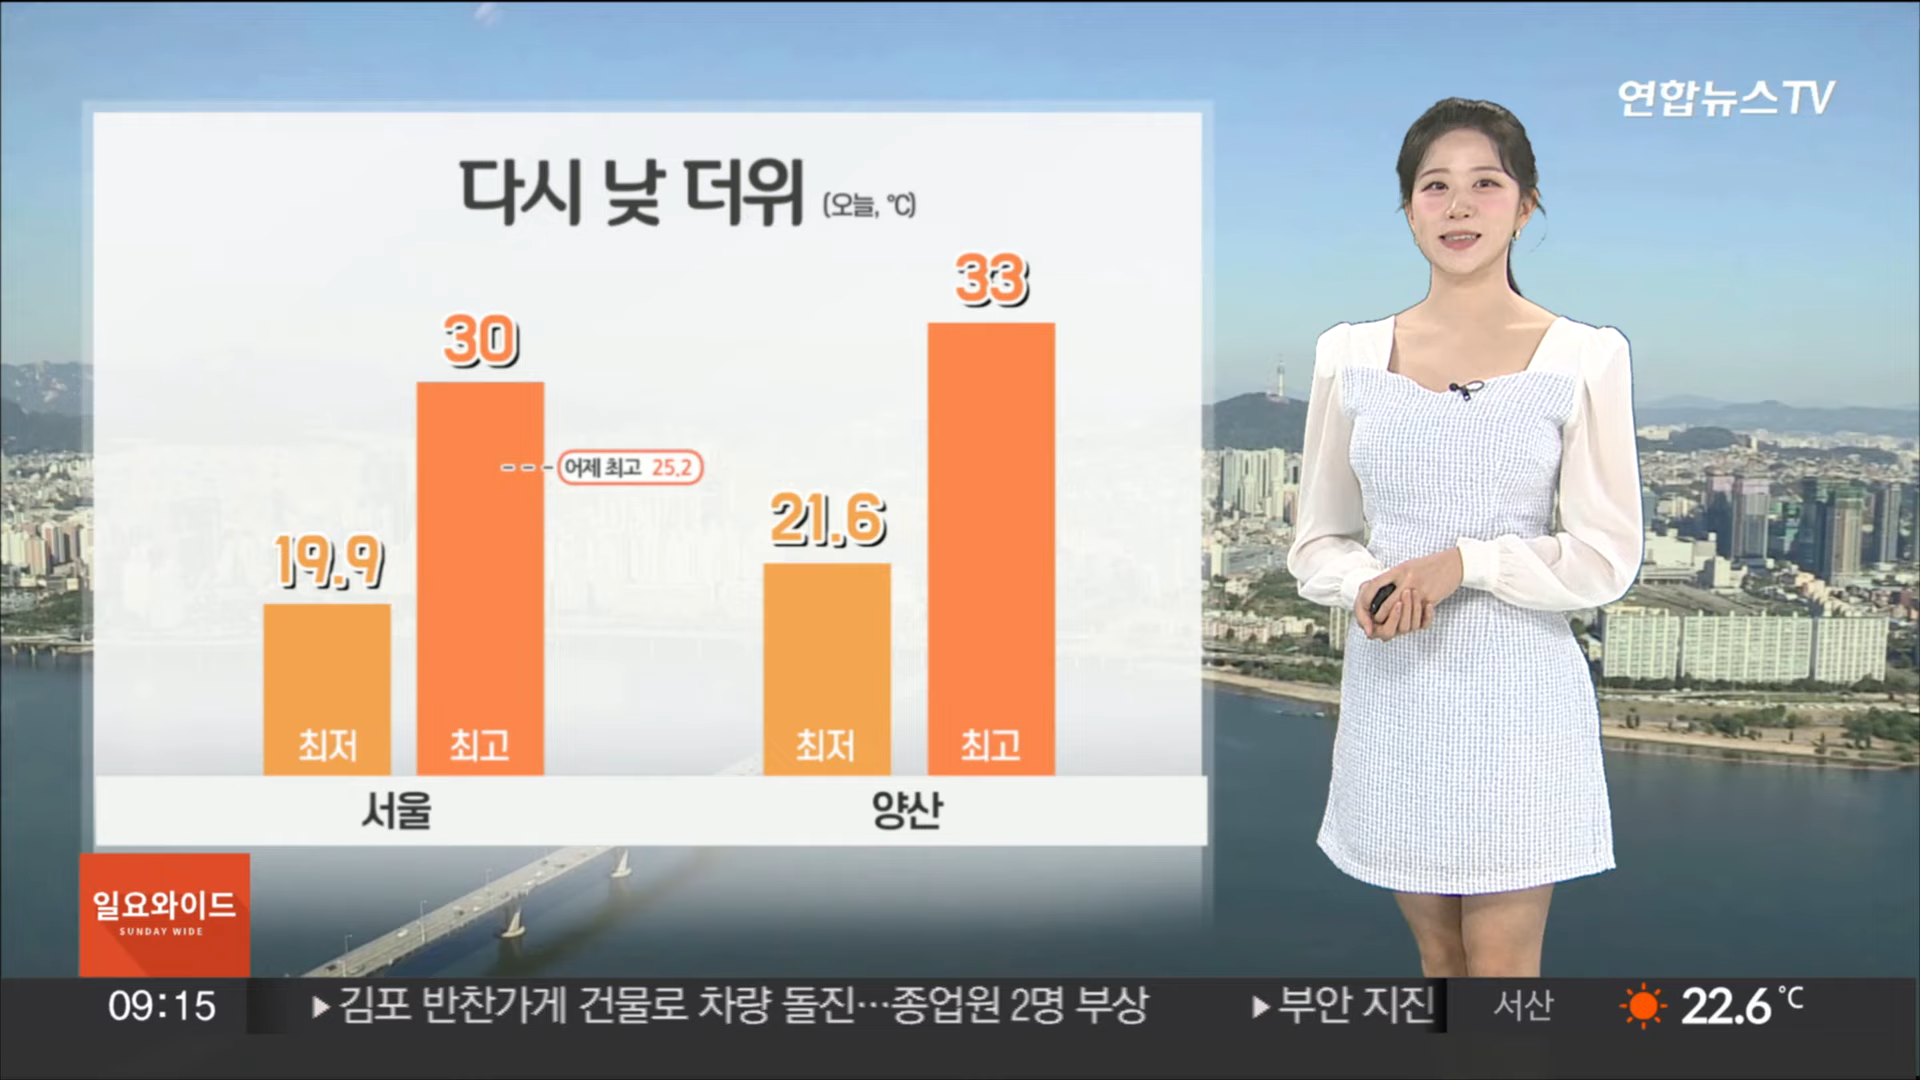 연합뉴스TV
다시 낮 더위 (오늘, ℃)
33
30
어제 최고 25.2
21.6
19.9
최저 최고 최저 최고
서울 양산
일요와이드
SUNDAY WIDE
09:15 ▶김포 반찬가게 건물로 차량 돌진…종업원 2명 부상 ▶부안 지진 서산 22.6℃